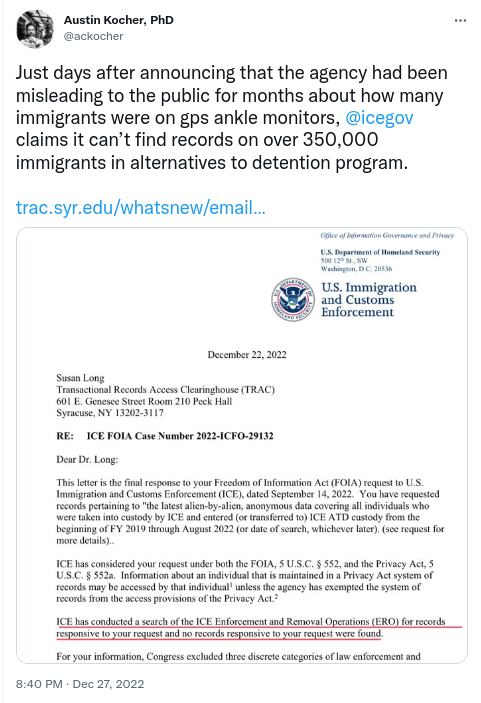 Austin Kocher, PhD
@ackocher
Just days after announcing that the agency had been
misleading to the public for months about how many
immigrants were on gps ankle monitors, @icegov
claims it can’t find records on over 350,000
immigrants in alternatives to detention program.
trac.syr.edu/whatsnew/email…
Office of Information Governance and Privacy
U.S. Department of Homeland Security
500 12th St., SW
Washington, D.C. 20536
U.S. Immigration
and Customs
Enforcement
December 22, 2022
Susan Long
Transactional Records Access Clearinghouse (TRAC)
601 E. Genesee Street Room 210 Peck Hall
Syracuse, NY 13202-3117
RE: ICE FOIA Case Number 2022-ICFO-29132
Dear Dr. Long:
This letter is the final response to your Freedom of Information Act (FOIA) request to U.S.
Immigration and Customs Enforcement (ICE), dated September 14, 2022. You have requested
records pertaining to "the latest alien-by-alien, anonymous data covering all individuals who
were taken into custody by ICE and entered (or transferred to) ICE ATD custody from the
beginning of FY 2019 through August 2022 (or date of search, whichever later). (see request for
more details)..
ICE has considered your request under both the FOIA, 5 U.S.C. § 552, and the Privacy Act, 5
U.S.C. § 552a. Information about an individual that is maintained in a Privacy Act system of
records may be accessed by that individual¹ unless the agency has exempted the system of
records from the access provisions of the Privacy Act.²
ICE has conducted a search of the ICE Enforcement and Removal Operations (ERO) for records
responsive to your request and no records responsive to your request were found.
For your information, Congress excluded three discrete categories of law enforcement and
8:40 PM · Dec 27, 2022